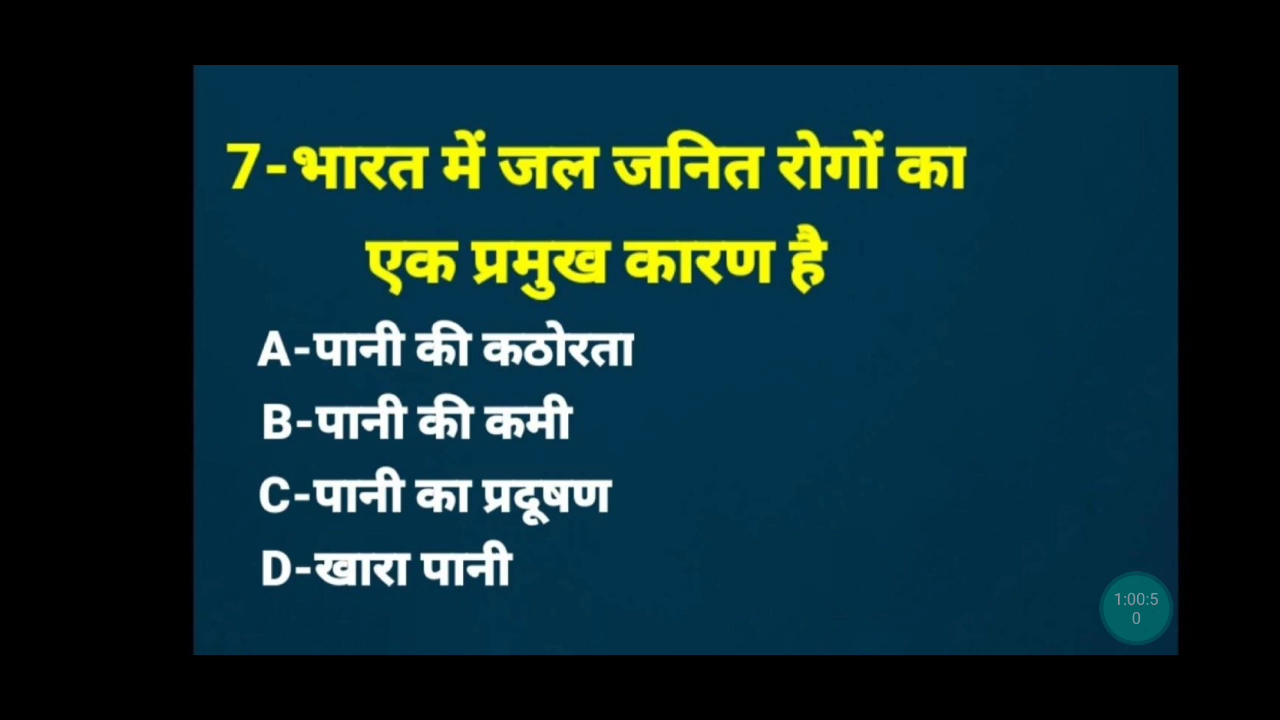 7-भारत में जल जनित रोगों का
एक प्रमुख कारण है
A-पानी की कठोरता
B-पानी की कमी
C-पानी का प्रदूषण
D-खारा पानी
1:00:5
0